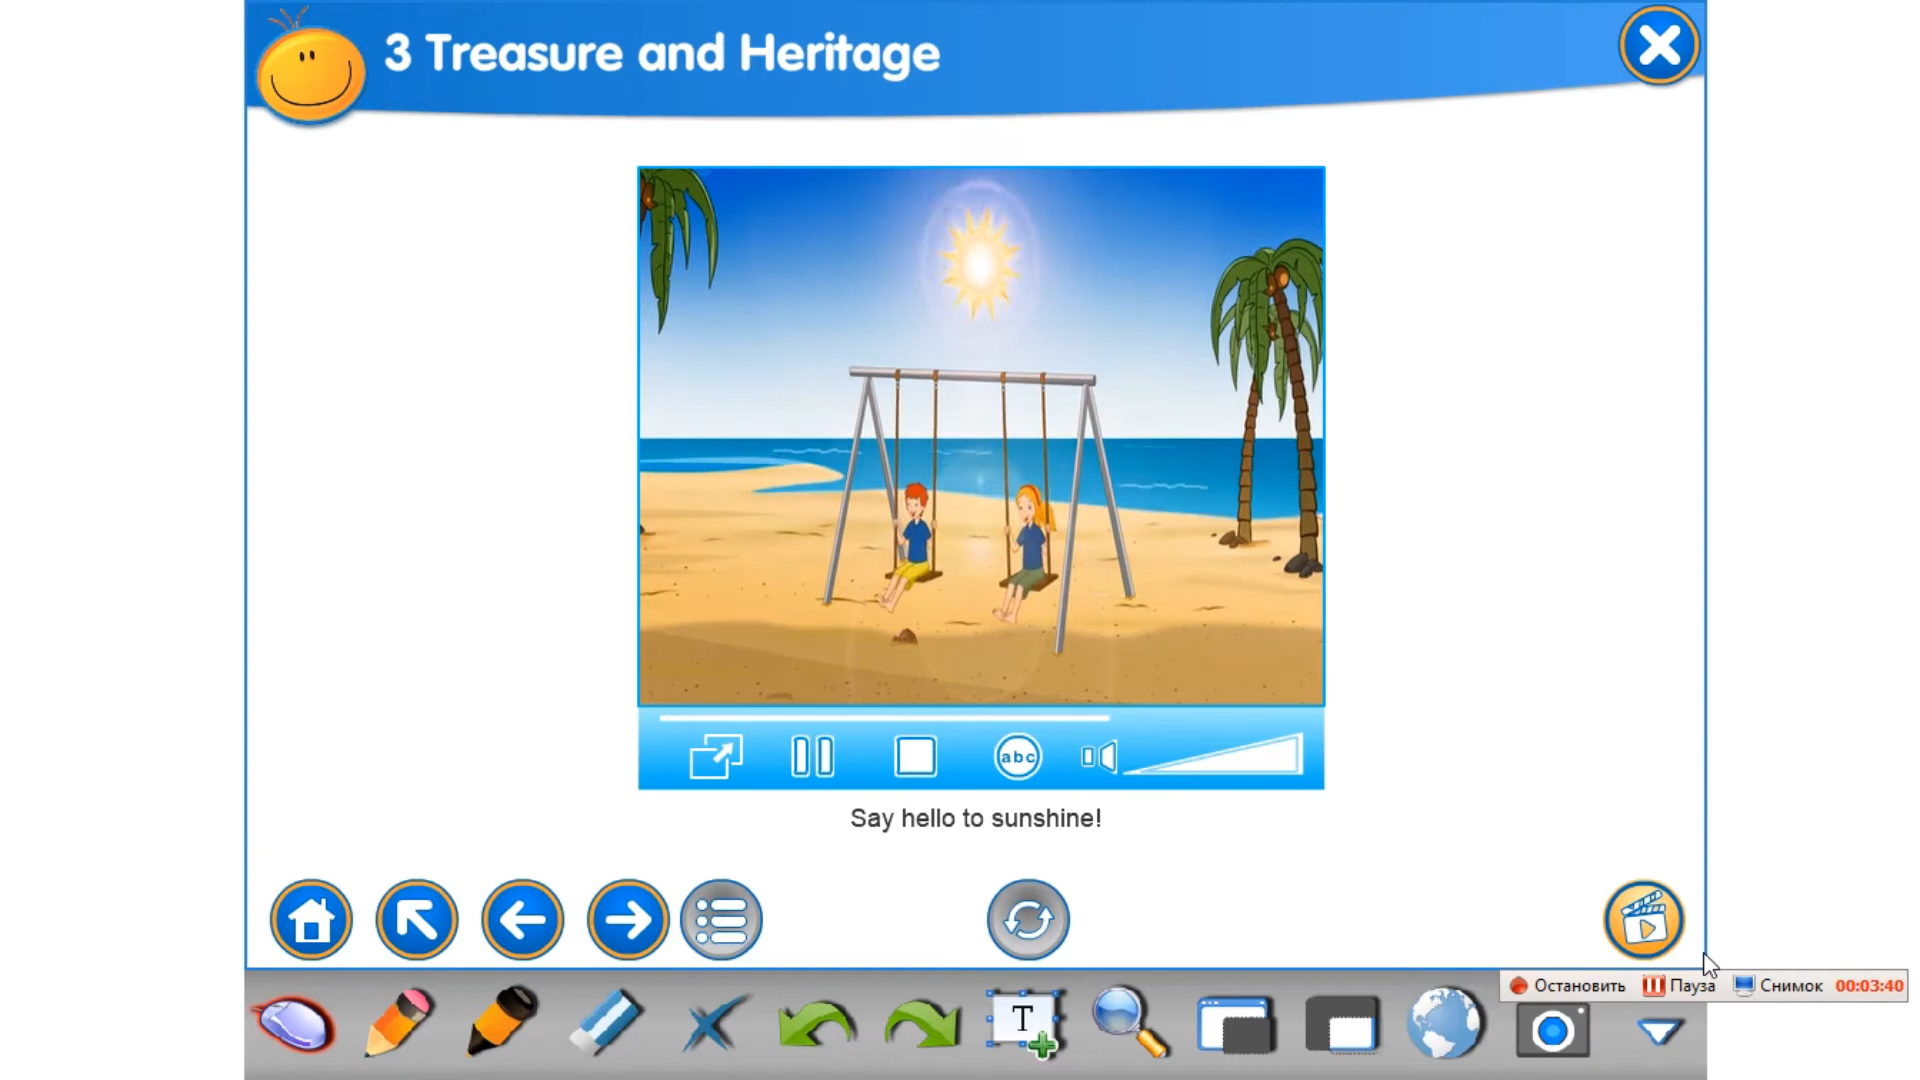 3 Treasure and Heritage
abc
Say hello to sunshine!
Остановить Пауза Снимок 00:03:40
T